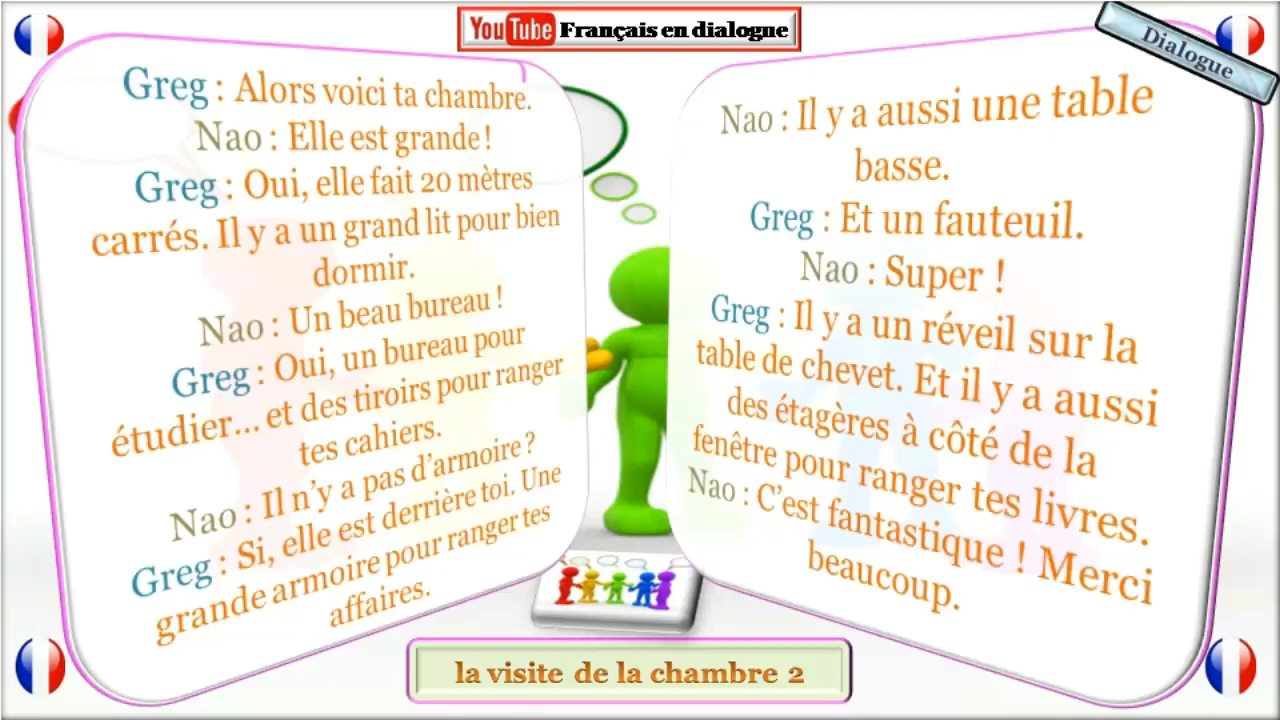 YouTube Français en dialogue
Dialogue
Greg : Alors voici ta chambre.
Nao : Elle est grande !
Greg : Oui, elle fait 20 mètres
carrés. Il y a un grand lit pour bien
dormir.
Nao : Un beau bureau !
Greg : Oui, un bureau pour
étudier... et des tiroirs pour ranger
tes cahiers.
Nao : Il n’y a pas d’armoire ?
Greg : Si, elle est derrière toi. Une
grande armoire pour ranger tes
affaires.
Nao : Il y a aussi une table
basse.
Greg : Et un fauteuil.
Nao : Super !
Greg : Il y a un réveil sur la
table de chevet. Et il y a aussi
des étagères à côté de la
fenêtre pour ranger tes livres.
Nao : C’est fantastique ! Merci
beaucoup.
la visite de la chambre 2